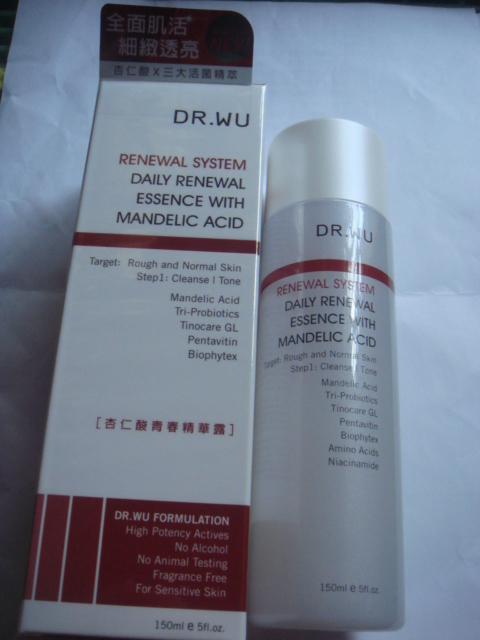 全面肌活+
細緻透亮
杏仁酸X三大活菌精萃
DR.WU
RENEWAL SYSTEM
DAILY RENEWAL
ESSENCE WITH
MANDELIC ACID
Target: Rough and Normal Skin
Step1: Cleanse | Tone
Mandelic Acid
Tri-Probiotics
Tinocare GL
Pentavitin
Biophytex
[杏仁酸青春精華露]
DR.WU FORMULATION
High Potency Actives
No Alcohol
No Animal Testing
Fragrance Free
For Sensitive Skin
150ml e 5fl.oz.
DR.WU
RENEWAL SYSTEM
DAILY RENEWAL
ESSENCE WITH
MANDELIC ACID
Target: Rough and Normal Skin
Step1: Cleanse | Tone
Mandelic Acid
Tri-Probiotics
Tinocare GL
Pentavitin
Biophytex
Amino Acids
Niacinamide
150ml e 5fl.oz.